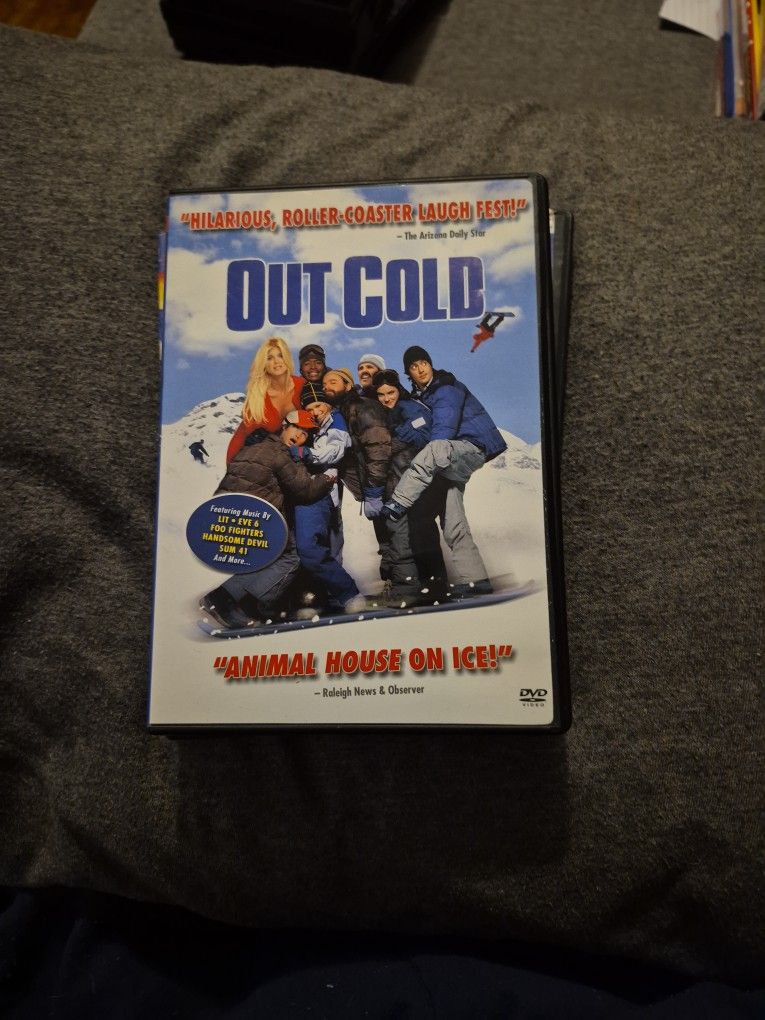 "HILARIOUS, ROLLER-COASTER LAUGH FEST!"
– The Arizona Daily Star
OUT COLD
Featuring Music By
LIT • EVE 6
FOO FIGHTERS
HANDSOME DEVIL
SUM 41
And More...
"ANIMAL HOUSE ON ICE!"
– Raleigh News & Observer
DVD
VIDEO